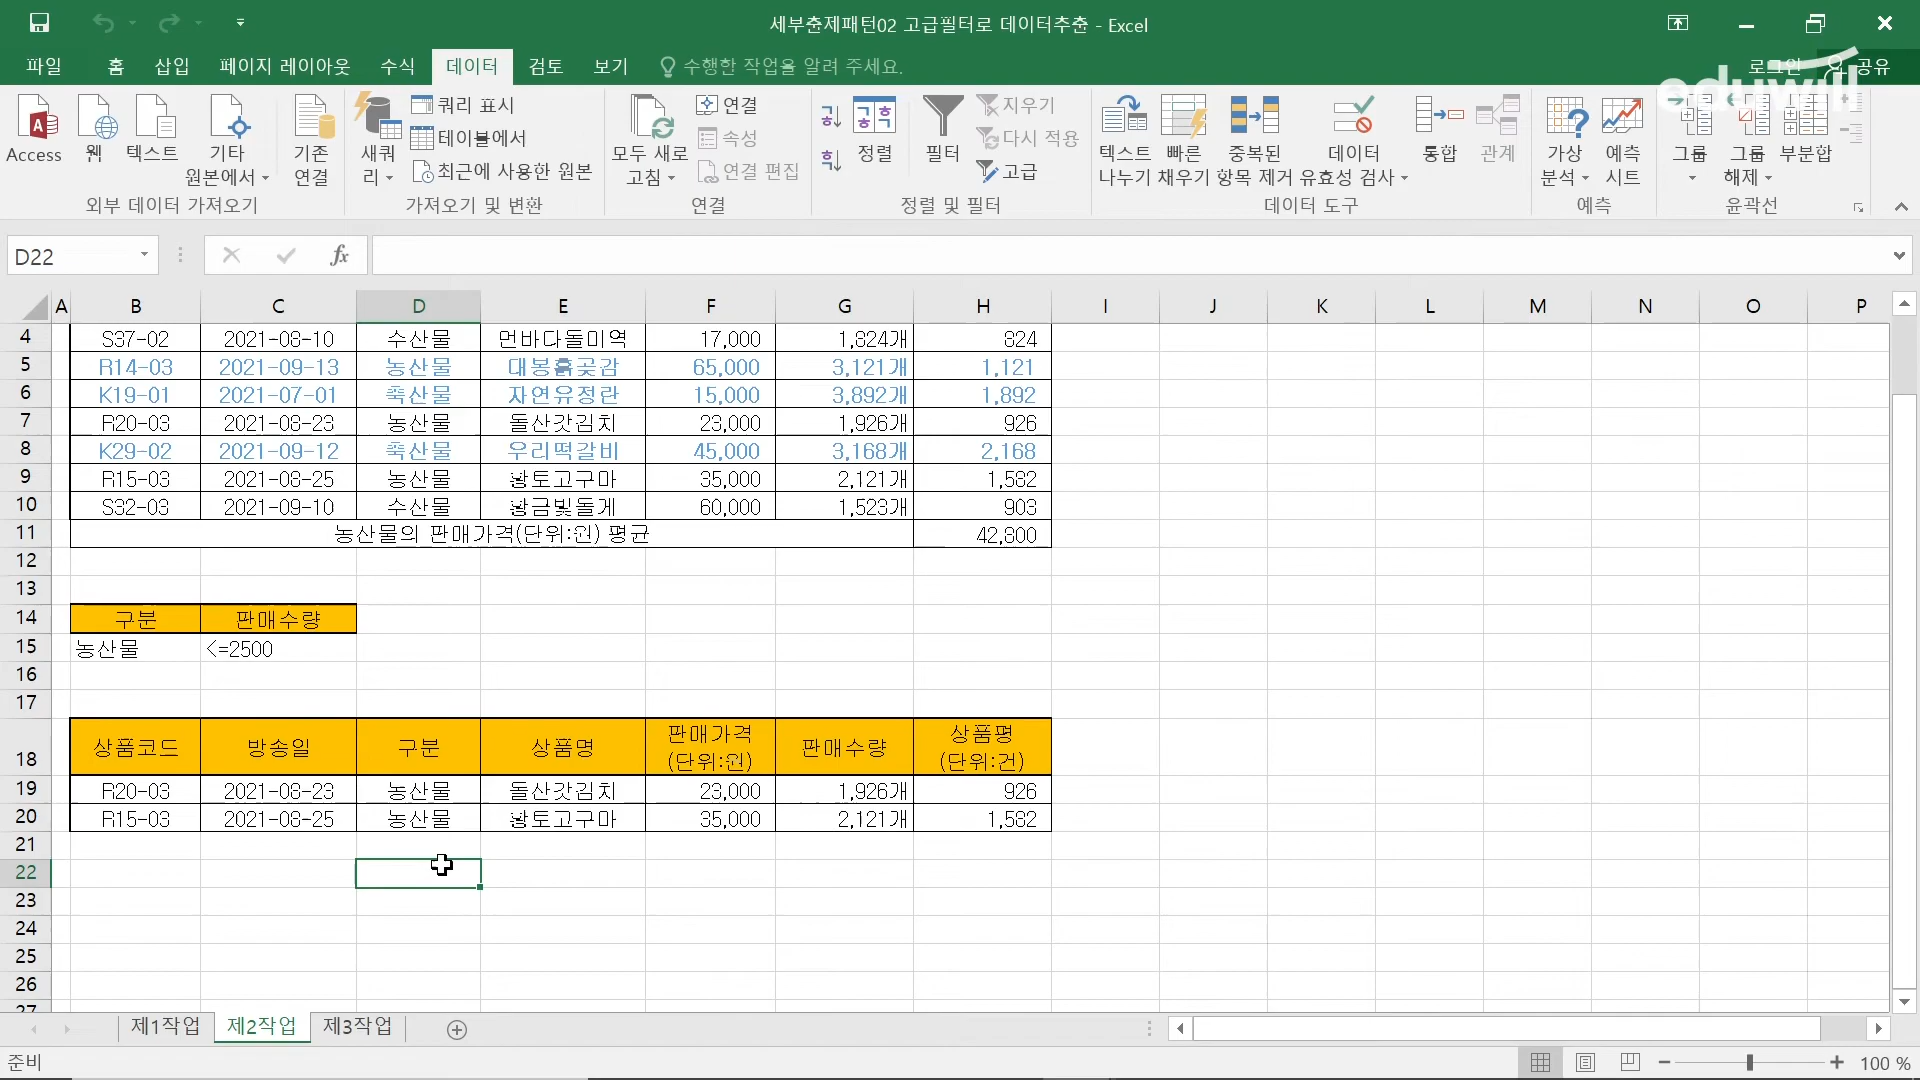 세부출제패턴02 고급필터로 데이터추출 - Excel
파일 홈 삽입 페이지 레이아웃 수식 데이터 검토 보기 수행한 작업을 알려 주세요. 로그인 공유
eduwill
Access 웹 텍스트 기타 원본에서 기존 연결
외부 데이터 가져오기
새쿼리 쿼리 표시
테이블에서
최근에 사용한 원본
가져오기 및 변환
모두 새로 고침 연결
속성
연결 편집
연결
정렬 필터 지우기
다시 적용
고급
정렬 및 필터
텍스트 나누기 빠른 채우기 중복된 항목 제거 데이터 유효성 검사 통합 관계
데이터 도구
가상 분석 예측 시트
예측
그룹 그룹 해제 부분합
윤곽선
D22 fx
A B C D E F G H I J K L M N O P
4 S37-02 2021-08-10 수산물 먼바다돌미역 17,000 1,824개 824
5 R14-03 2021-09-13 농산물 대봉흙곶감 65,000 3,121개 1,121
6 K19-01 2021-07-01 축산물 자연유정란 15,000 3,892개 1,892
7 R20-03 2021-08-23 농산물 돌산갓김치 23,000 1,926개 926
8 K29-02 2021-09-12 축산물 우리떡갈비 45,000 3,168개 2,168
9 R15-03 2021-08-25 농산물 황토고구마 35,000 2,121개 1,582
10 S32-03 2021-09-10 수산물 황금빛돌게 60,000 1,523개 903
11 농산물의 판매가격(단위:원) 평균 42,800
12
13
14 구분 판매수량
15 농산물 <=2500
16
17
18 상품코드 방송일 구분 상품명 판매가격 (단위:원) 판매수량 상품평 (단위:건)
19 R20-03 2021-08-23 농산물 돌산갓김치 23,000 1,926개 926
20 R15-03 2021-08-25 농산물 황토고구마 35,000 2,121개 1,582
21
22
23
24
25
26
27
제1작업 제2작업 제3작업
준비 100 %